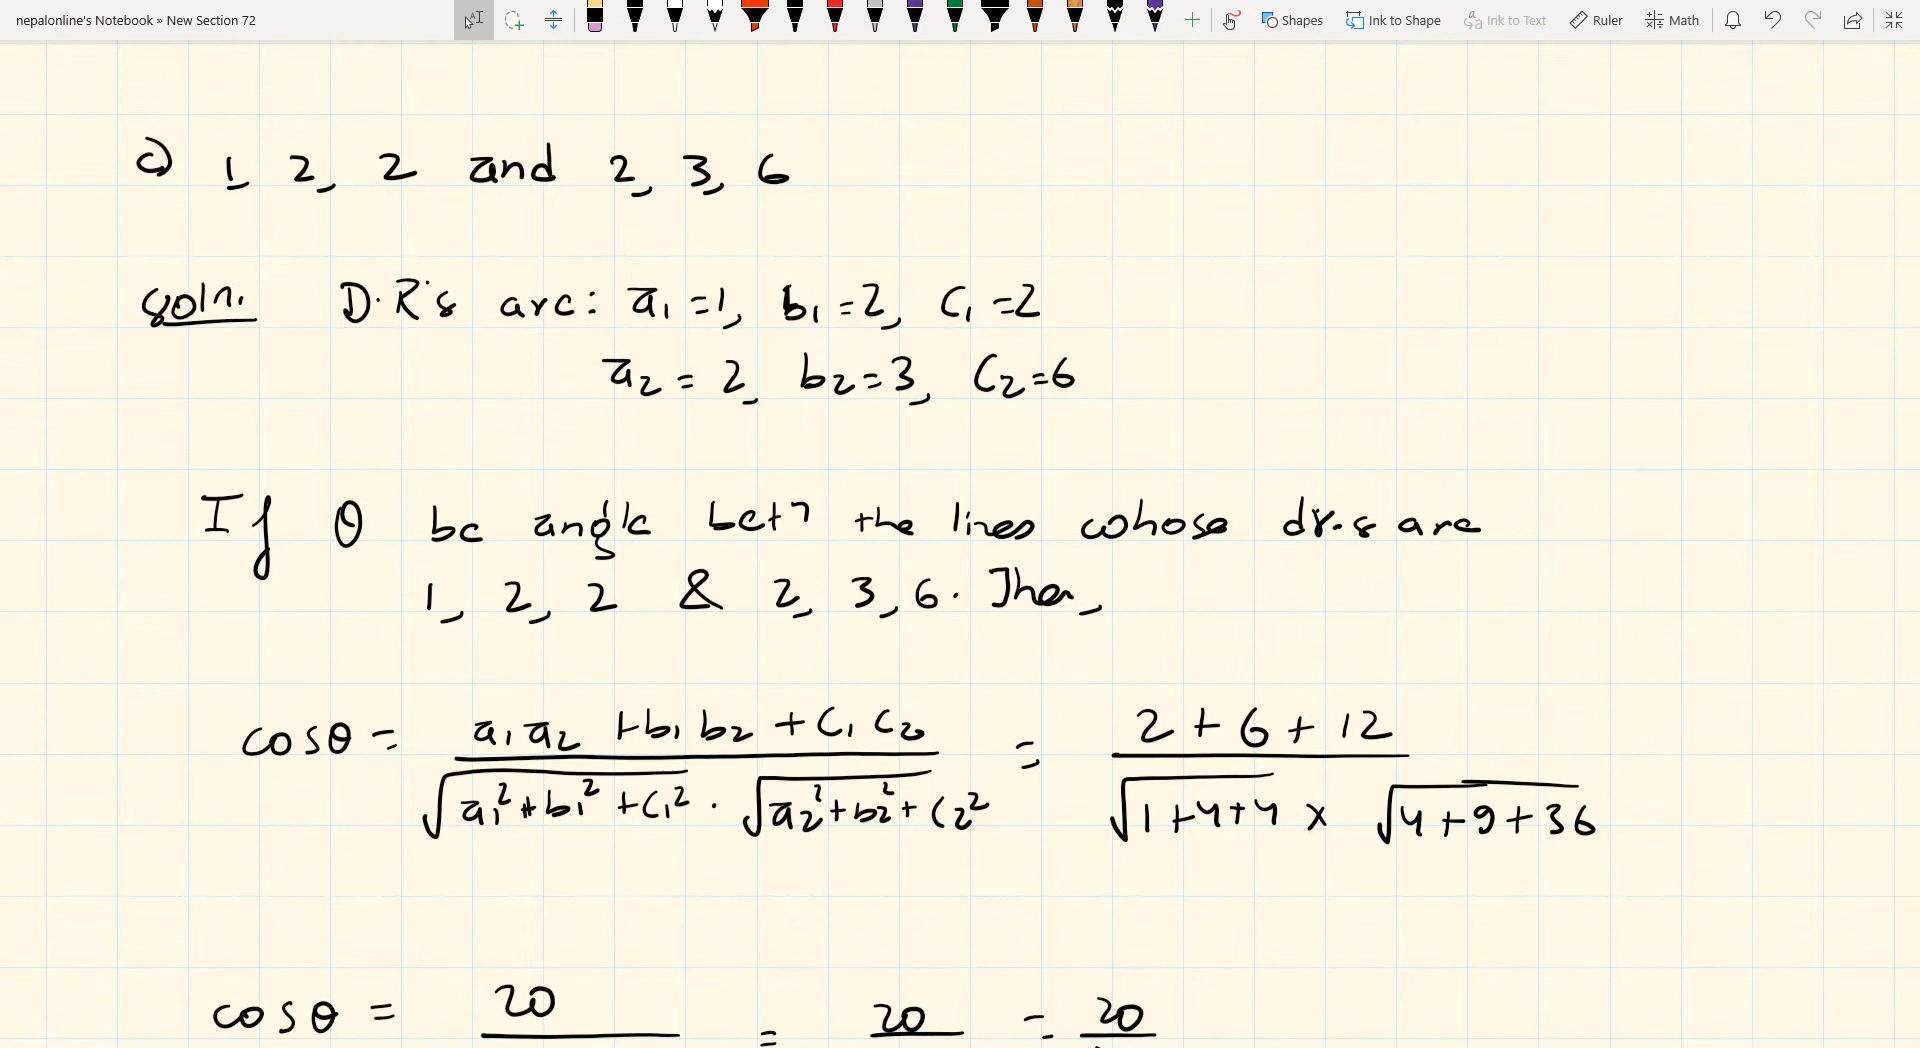 nepalonline's Notebook » New Section 72
Shapes Ink to Shape Ink to Text Ruler Math
c) 1, 2, 2 and 2, 3, 6
soln. D.R's are: a₁ = 1, b₁ = 2, c₁ = 2
a₂ = 2, b₂ = 3, c₂ = 6
If θ be angle betⁿ the lines whose dr.s are
1, 2, 2 & 2, 3, 6. Then,
cosθ = (a₁a₂ + b₁b₂ + c₁c₂) / (√(a₁² + b₁² + c₁²) · √(a₂² + b₂² + c₂²)) = (2 + 6 + 12) / (√(1+4+4) × √(4+9+36))
cosθ = 20 = 20 = 20